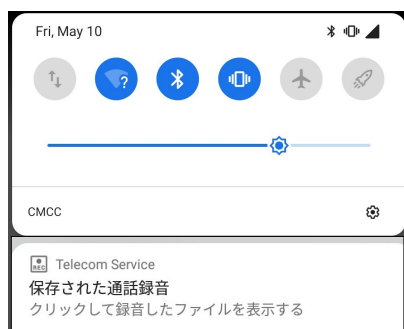 Fri, May 10
?
CMCC
REC
Telecom Service
保存された通話録音
クリックして録音したファイルを表示する